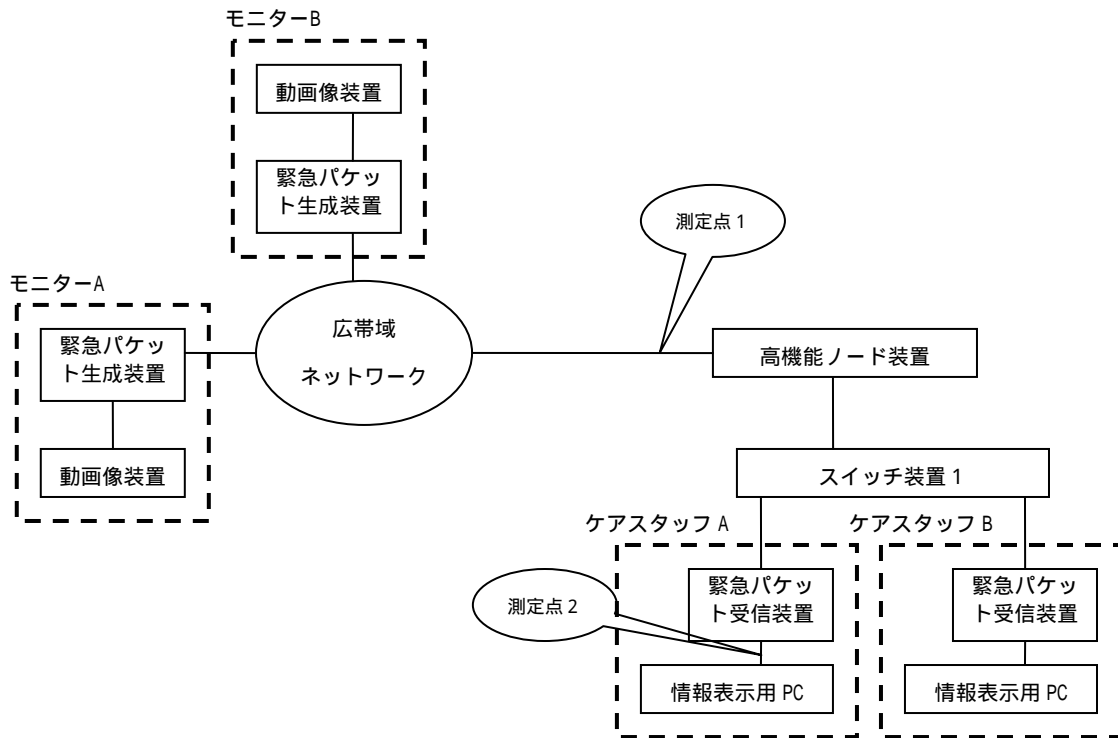 モニターB
動画像装置
緊急パケッ
ト生成装置
測定点1
モニターA
緊急パケッ
ト生成装置
動画像装置
広帯域
ネットワーク
高機能ノード装置
スイッチ装置1
ケアスタッフA
ケアスタッフB
緊急パケッ
ト受信装置
緊急パケッ
ト受信装置
測定点2
情報表示用PC
情報表示用PC